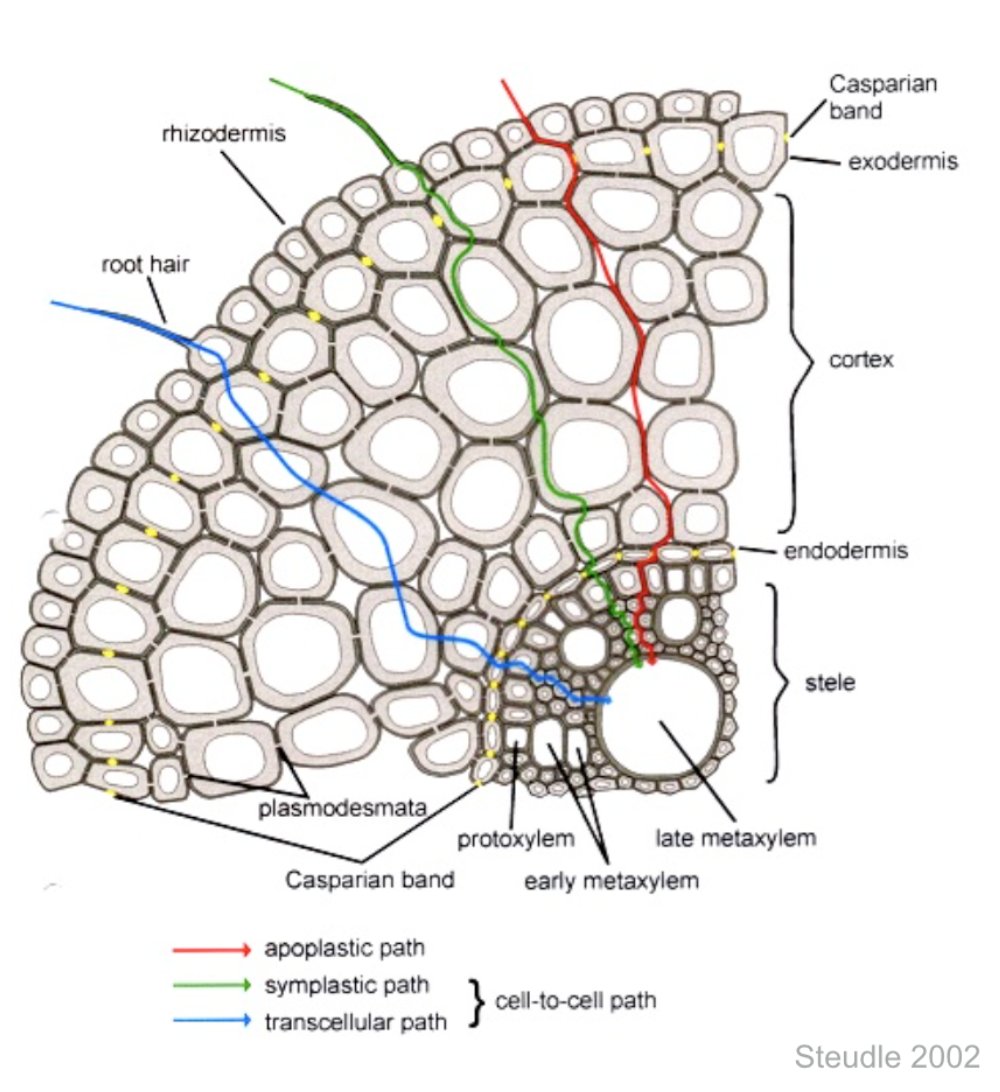 Casparian
band
rhizodermis
exodermis
root hair
cortex
endodermis
stele
plasmodesmata
protoxylem
late metaxylem
Casparian band
early metaxylem
apoplastic path
symplastic path
cell-to-cell path
transcellular path
Steudle 2002